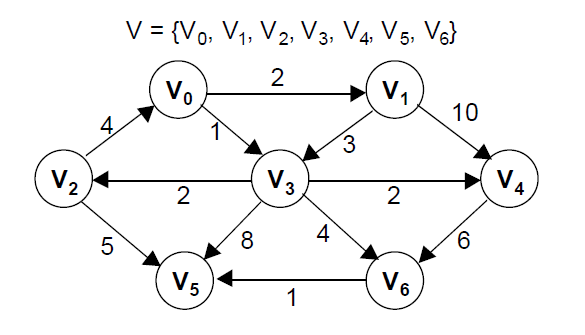 V = {V0, V1, V2, V3, V4, V5, V6}
2
V0 V1
4 1 3 10
V2 V3 V4
2 2
5 8 4 6
V5 V6
1